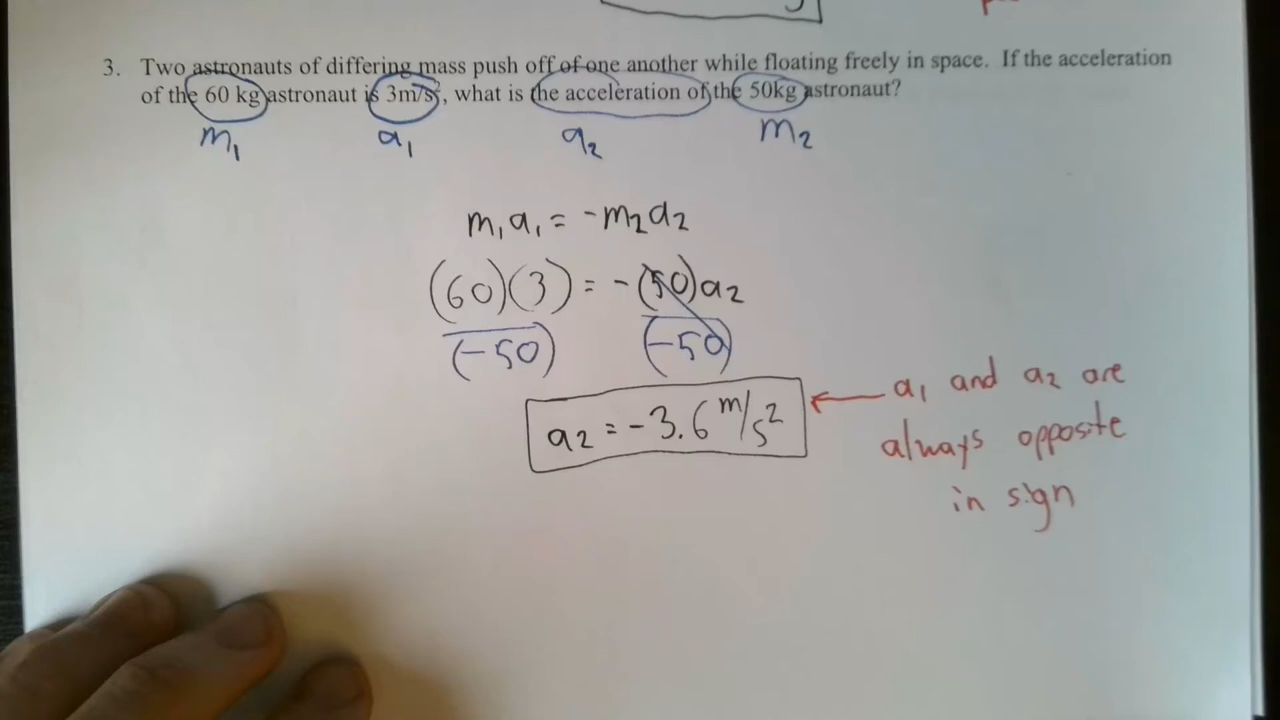 3. Two astronauts of differing mass push off of one another while floating freely in space. If the acceleration
of the 60 kg astronaut is 3m/s², what is the acceleration of the 50kg astronaut?
m₁ a₁ a₂ m₂
m₁a₁ = -m₂a₂
(60)(3) = -(50)a₂
(-50) (-50)
a₂ = -3.6 m/s²
a₁ and a₂ are
always opposite
in sign